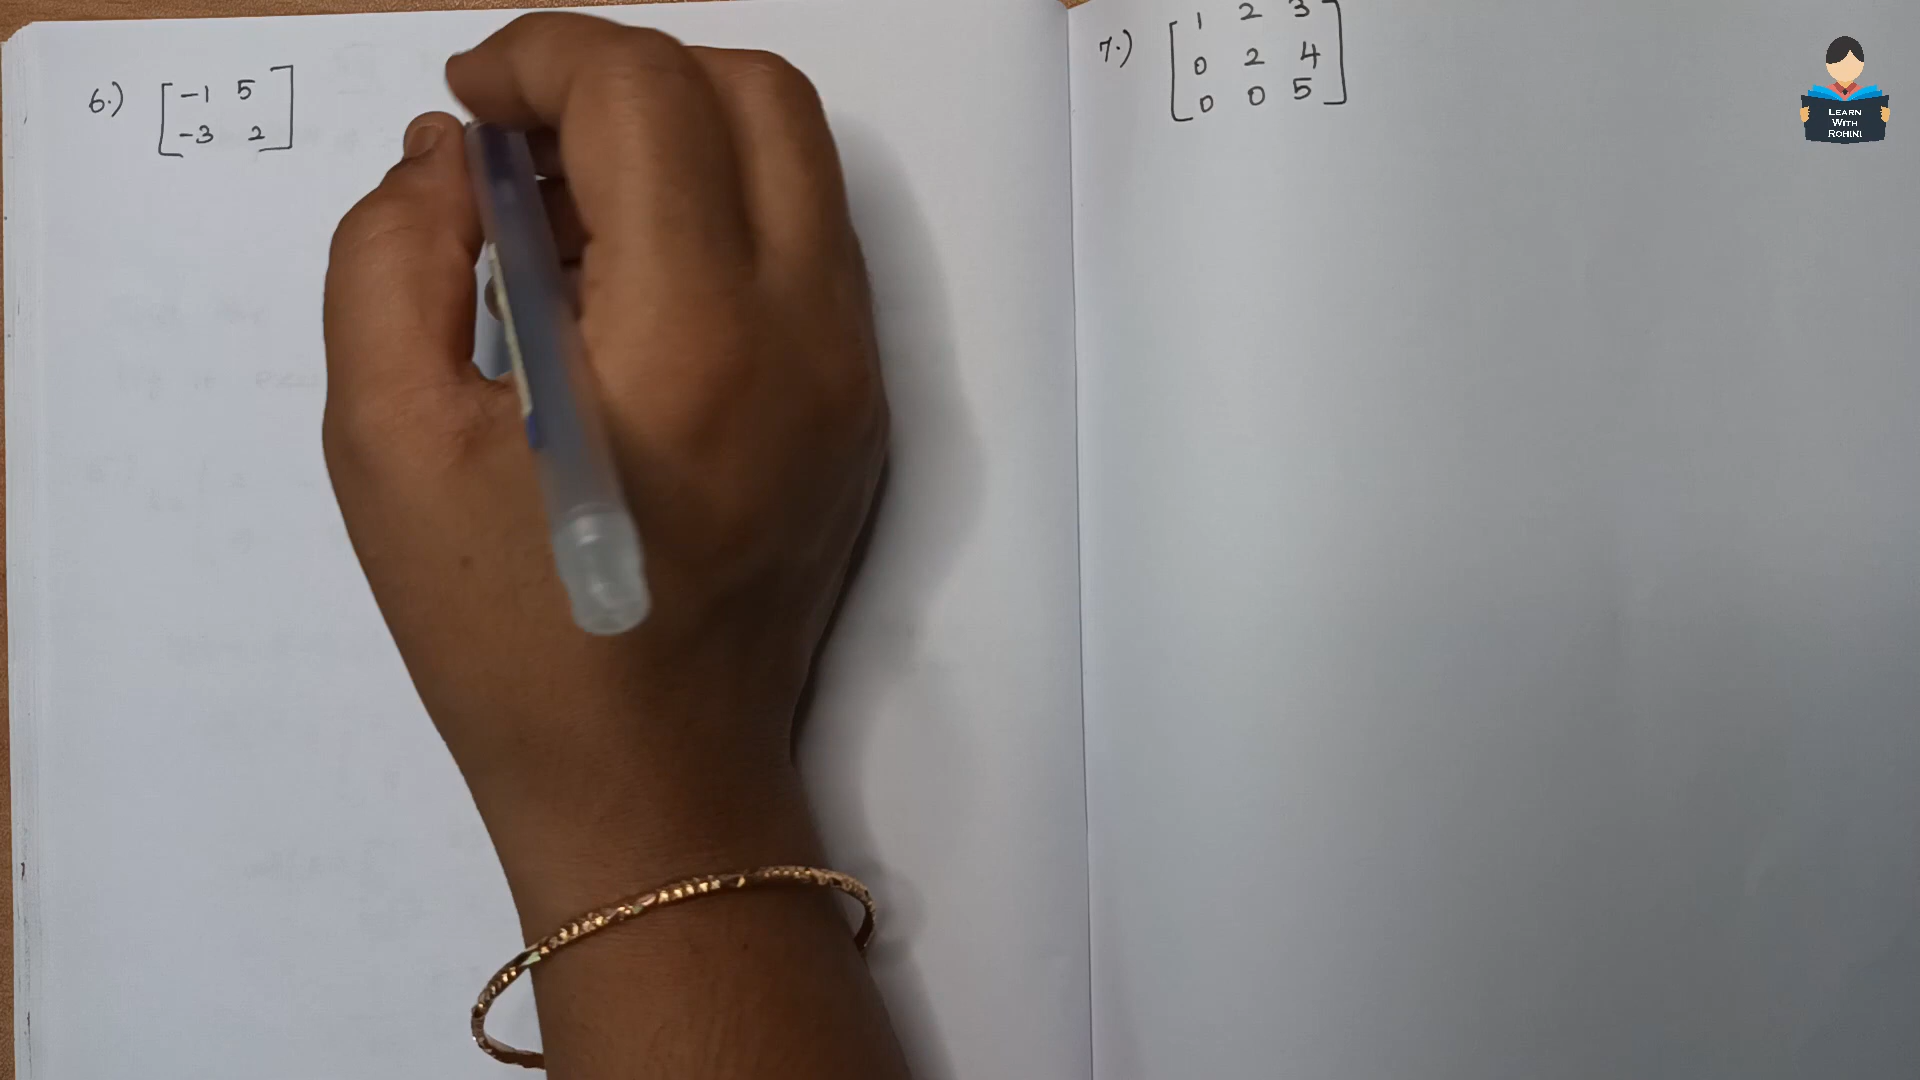 6.) [-1 5
-3 2]
7.) [1 2 3
0 2 4
0 0 5]
LEARN
WITH
ROHINI